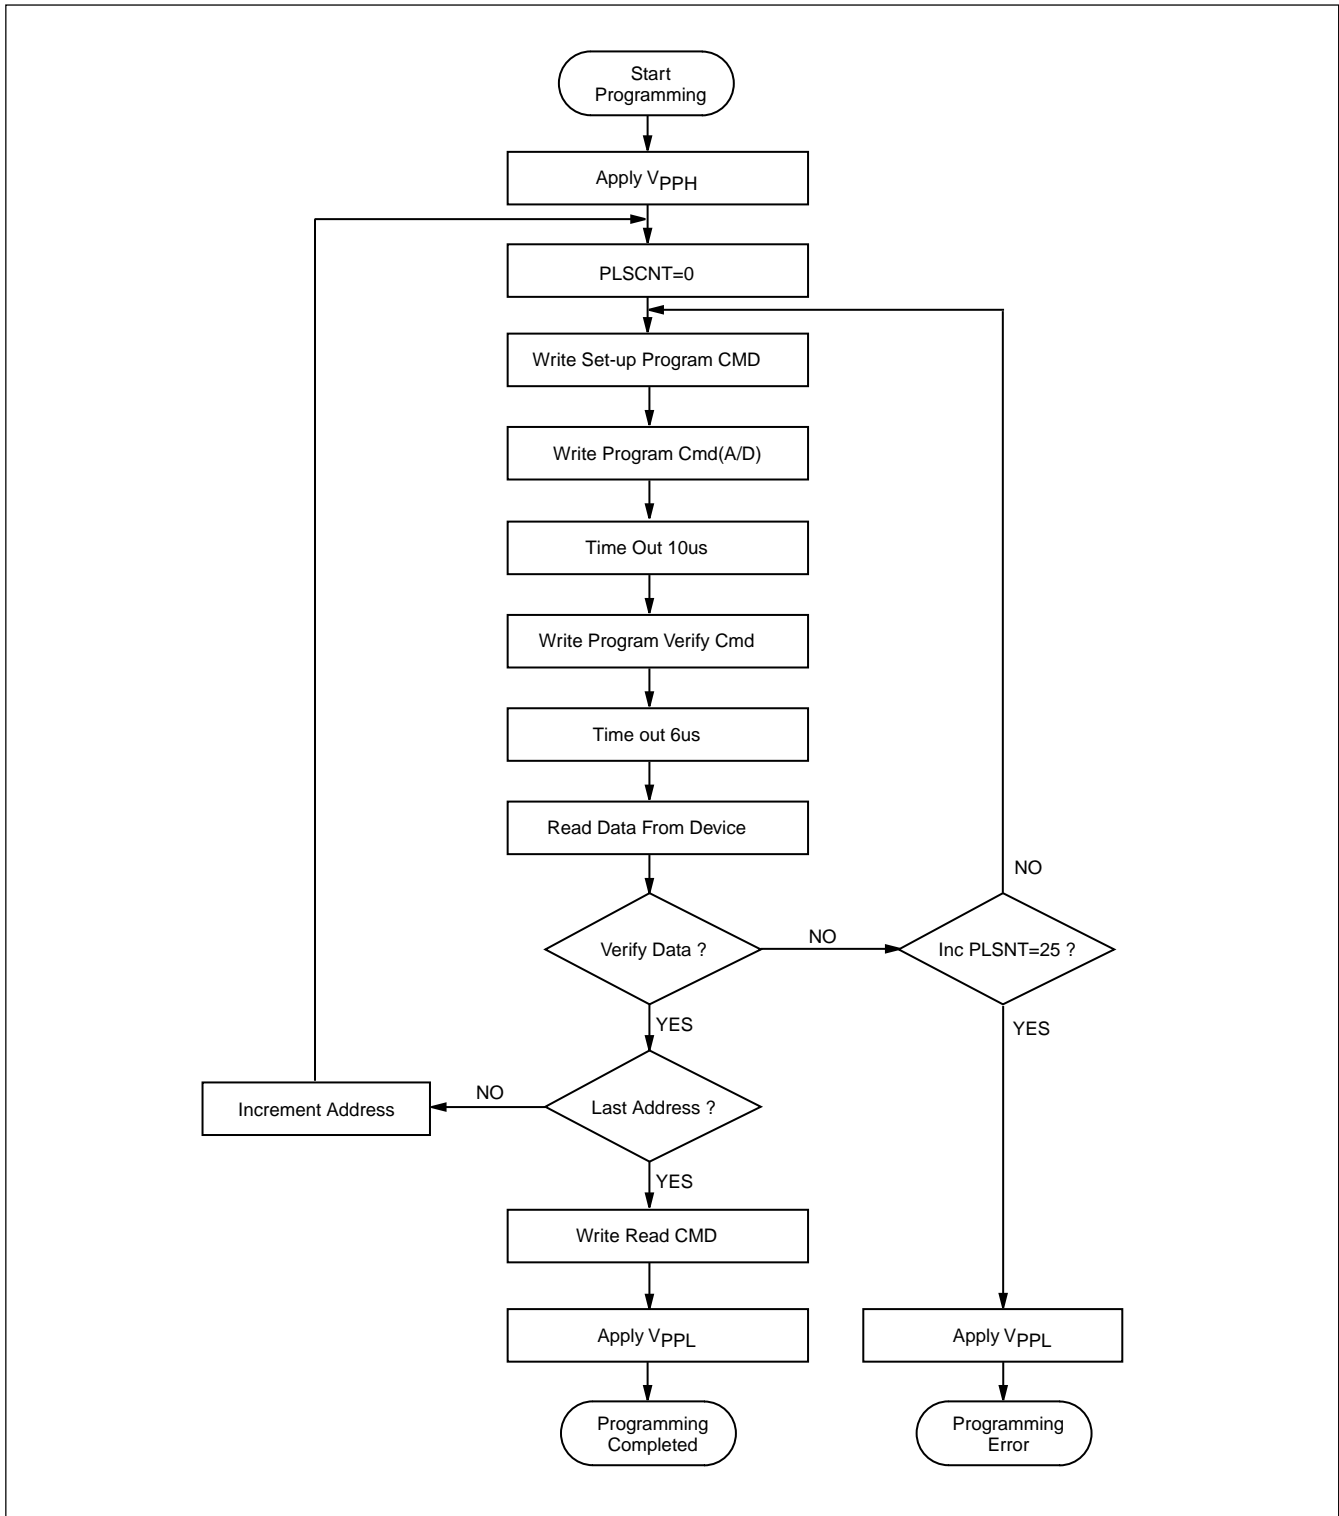 Start
Programming
Apply VPPH
PLSCNT=0
Write Set-up Program CMD
Write Program Cmd(A/D)
Time Out 10us
Write Program Verify Cmd
Time out 6us
Read Data From Device
NO
Verify Data ?
NO
Inc PLSNT=25 ?
YES
YES
Increment Address
NO
Last Address ?
YES
Write Read CMD
Apply VPPL
Apply VPPL
Programming
Completed
Programming
Error